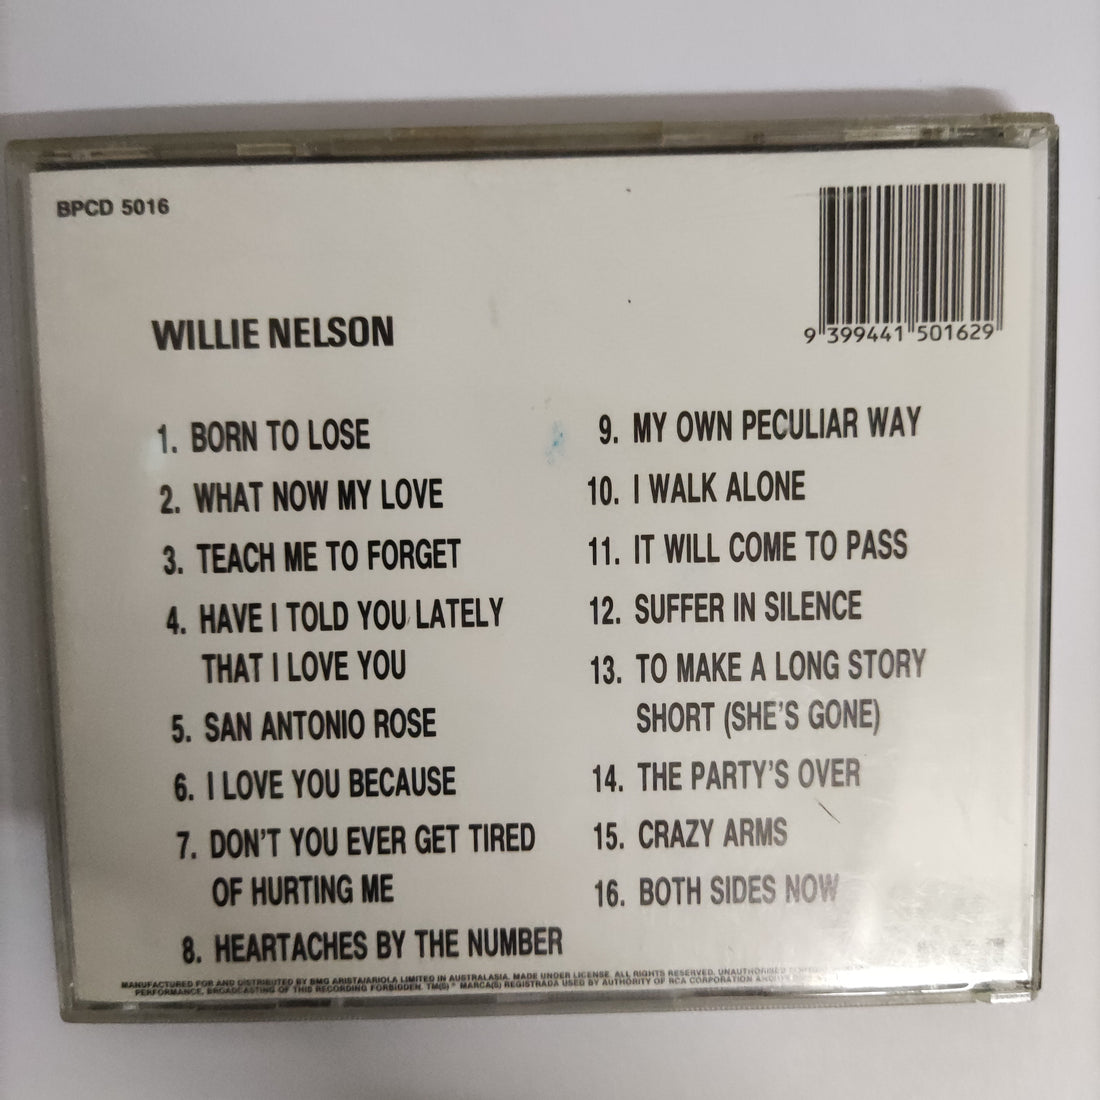 BPCD 5016
9 399441 501629
WILLIE NELSON
1. BORN TO LOSE
2. WHAT NOW MY LOVE
3. TEACH ME TO FORGET
4. HAVE I TOLD YOU LATELY
THAT I LOVE YOU
5. SAN ANTONIO ROSE
6. I LOVE YOU BECAUSE
7. DON'T YOU EVER GET TIRED
OF HURTING ME
8. HEARTACHES BY THE NUMBER
9. MY OWN PECULIAR WAY
10. I WALK ALONE
11. IT WILL COME TO PASS
12. SUFFER IN SILENCE
13. TO MAKE A LONG STORY
SHORT (SHE'S GONE)
14. THE PARTY'S OVER
15. CRAZY ARMS
16. BOTH SIDES NOW
MANUFACTURED FOR AND DISTRIBUTED BY BMG ARISTA/ARIOLA LIMITED IN AUSTRALASIA. MADE UNDER LICENSE. ALL RIGHTS RESERVED. UNAUTHORISED
PERFORMANCE, BROADCASTING OF THIS RECORDING FORBIDDEN. TM(S) ® MARCA(S) REGISTRADA USED BY AUTHORITY OF RCA CORPORATION